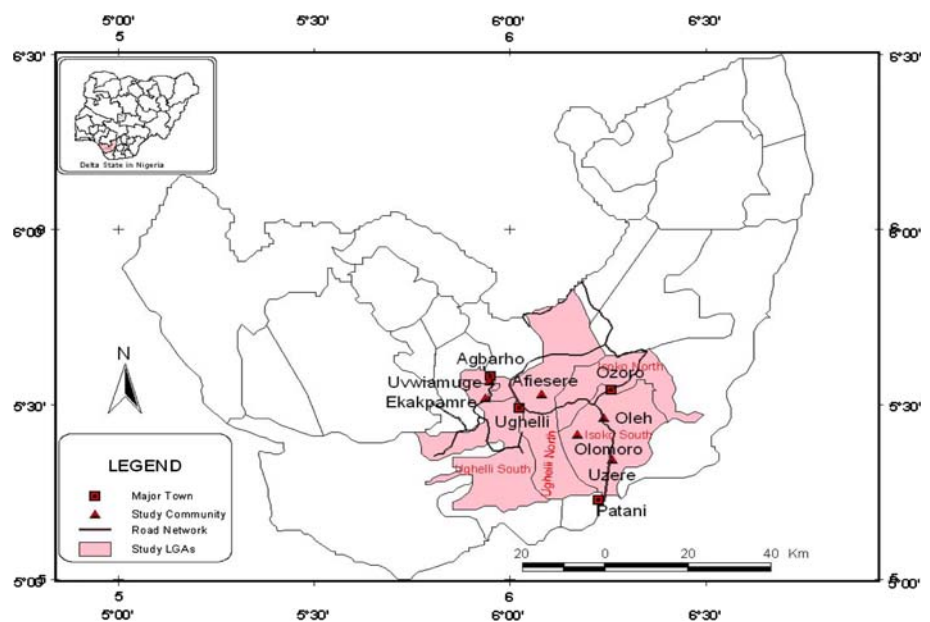 5°00' 5°30' 6°00' 6°30'
5 6
6°30' 6°30'
Delta State in Nigeria
6°00 6°00'
N
Agbarho
Uvwiamuge
Ekakpamre
Afiesere
Isoko North
Ozoro
5°30' 5°30'
Ughelli
Oleh
Isoko South
Olomoro
Ughelli South
Ughelli North
Uzere
Patani
LEGEND
Major Town
Study Community
Road Network
Study LGAs
20 0 20 40 Km
5°00' 5°00'
5 6
5°00' 5°30' 6°00' 6°30'